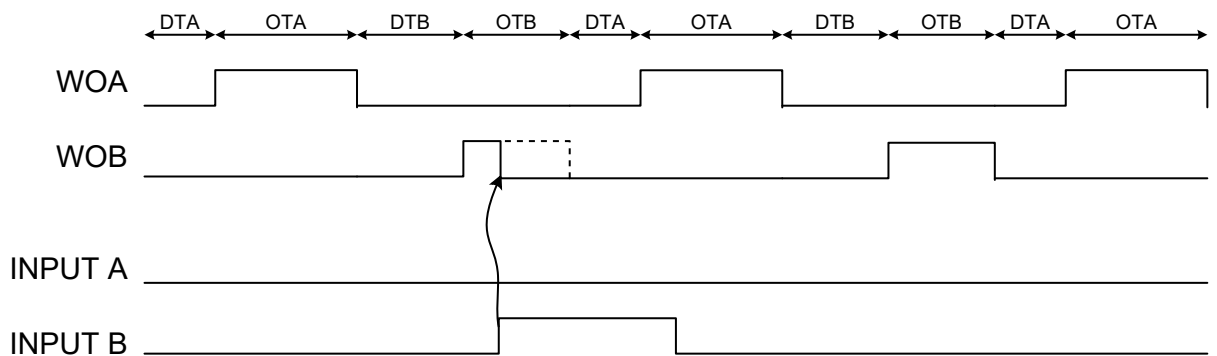 DTA OTA DTB OTB DTA OTA DTB OTB DTA OTA
WOA
WOB
INPUT A
INPUT B